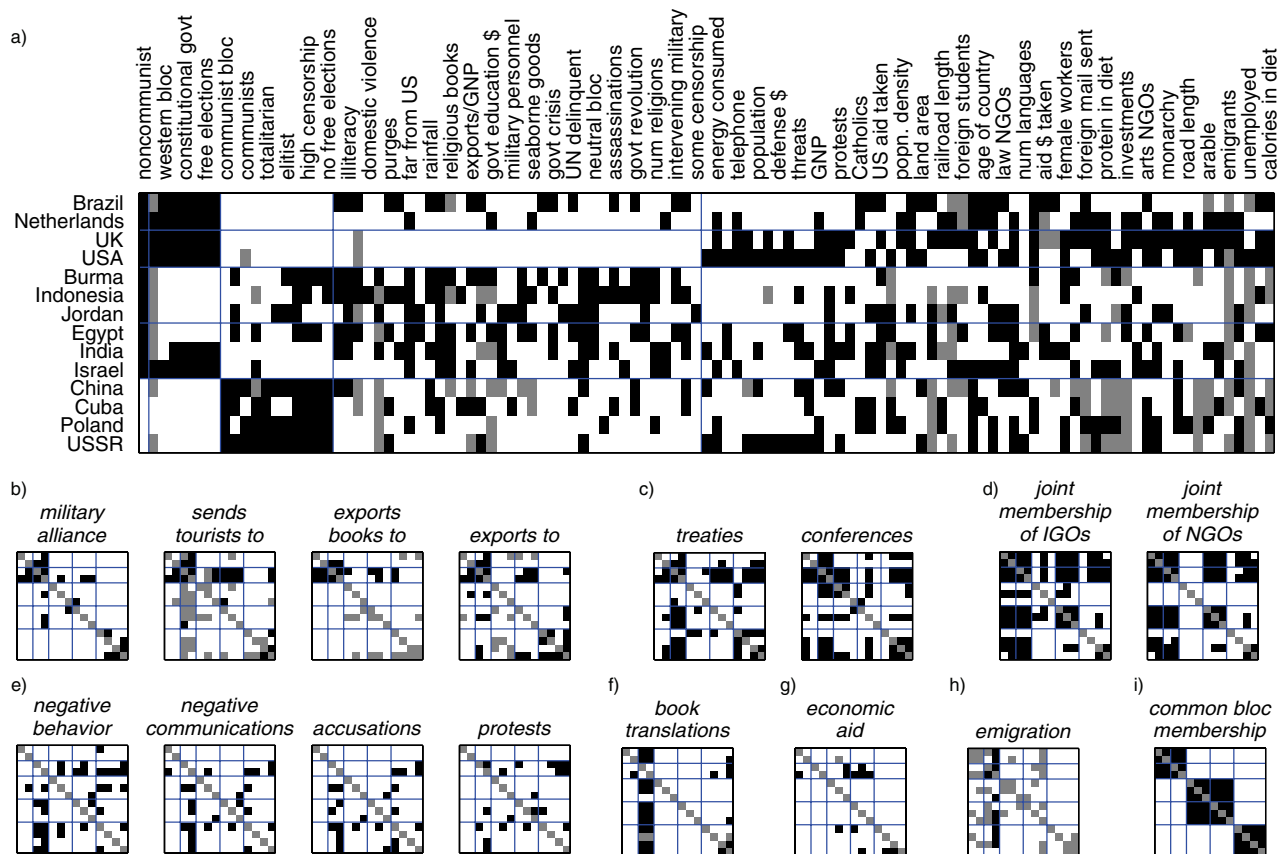 a)
noncommunist
western bloc
constitutional govt
free elections
communist bloc
communists
totalitarian
elitist
high censorship
no free elections
illiteracy
domestic violence
purges
far from US
rainfall
religious books
exports/GNP
govt education $
military personnel
seaborne goods
govt crisis
UN delinquent
neutral bloc
assassinations
govt revolution
num religions
intervening military
some censorship
energy consumed
telephone
population
defense $
threats
GNP
protests
Catholics
US aid taken
popn. density
land area
railroad length
foreign students
age of country
law NGOs
num languages
aid $ taken
female workers
foreign mail sent
protein in diet
investments
arts NGOs
monarchy
road length
arable
emigrants
unemployed
calories in diet
Brazil
Netherlands
UK
USA
Burma
Indonesia
Jordan
Egypt
India
Israel
China
Cuba
Poland
USSR
b)
military
alliance
sends
tourists to
exports
books to
exports to
c)
treaties
conferences
d)
joint
membership
of IGOs
joint
membership
of NGOs
e)
negative
behavior
negative
communications
accusations
protests
f)
book
translations
g)
economic
aid
h)
emigration
i)
common bloc
membership